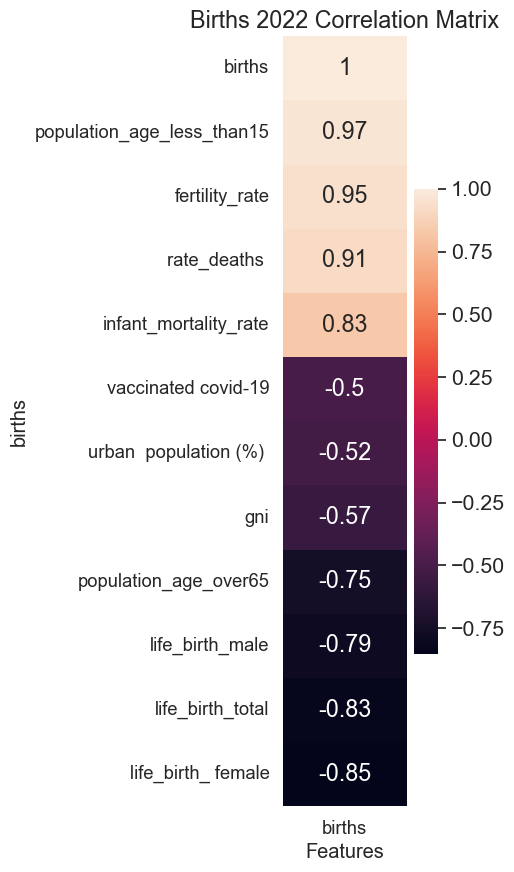 Births 2022 Correlation Matrix
births
1
population_age_less_than15
0.97
fertility_rate
0.95
rate_deaths
0.91
infant_mortality_rate
0.83
vaccinated covid-19
-0.5
urban  population (%)
-0.52
gni
-0.57
population_age_over65
-0.75
life_birth_male
-0.79
life_birth_total
-0.83
life_birth_ female
-0.85
births
births
Features
1.00
0.75
0.50
0.25
0.00
−0.25
−0.50
−0.75